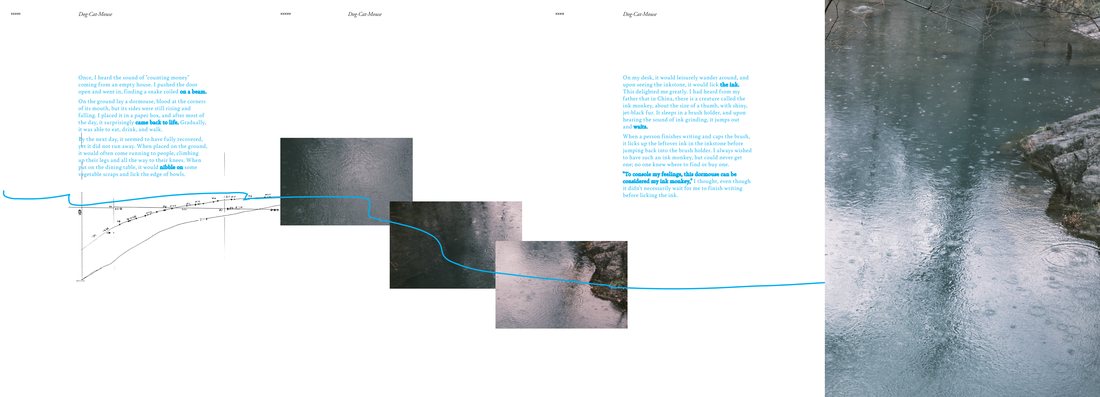 Dog·Cat·Mouse
Dog·Cat·Mouse
Dog·Cat·Mouse
Once, I heard the sound of "counting money"
coming from an empty house. I pushed the door
open and went in, finding a snake coiled on a beam.
On the ground lay a dormouse, blood at the corners
of its mouth, but its sides were still rising and
falling. I placed it in a paper box, and after most of
the day, it surprisingly came back to life. Gradually,
it was able to eat, drink, and walk.
By the next day, it seemed to have fully recovered,
yet it did not run away. When placed on the ground,
it would often come running to people, climbing
up their legs and all the way to their knees. When
put on the dining table, it would nibble on some
vegetable scraps and lick the edge of bowls.
On my desk, it would leisurely wander around, and
upon seeing the inkstone, it would lick the ink.
This delighted me greatly. I had heard from my
father that in China, there is a creature called the
ink monkey, about the size of a thumb, with shiny,
jet-black fur. It sleeps in a brush holder, and upon
hearing the sound of ink grinding, it jumps out
and waits.
When a person finishes writing and caps the brush,
it licks up the leftover ink in the inkstone before
jumping back into the brush holder. I always wished
to have such an ink monkey, but could never get
one; no one knew where to find or buy one.
"To console my feelings, this dormouse can be
considered my ink monkey," I thought, even though
it didn't necessarily wait for me to finish writing
before licking the ink.